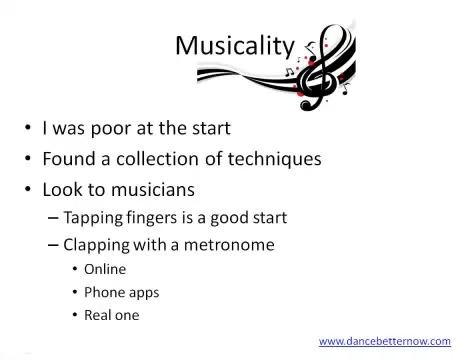 Musicality
• I was poor at the start
• Found a collection of techniques
• Look to musicians
– Tapping fingers is a good start
– Clapping with a metronome
• Online
• Phone apps
• Real one
www.dancebetternow.com